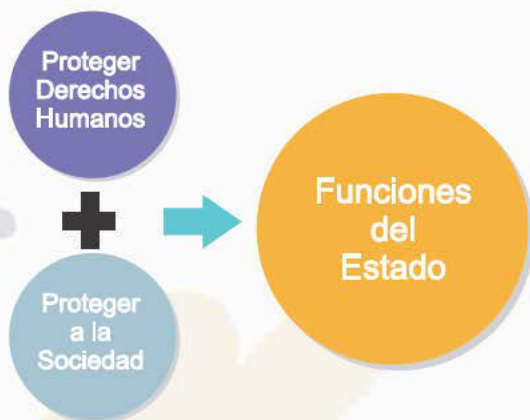 Proteger
Derechos
Humanos
Proteger
a la
Sociedad
Funciones
del
Estado